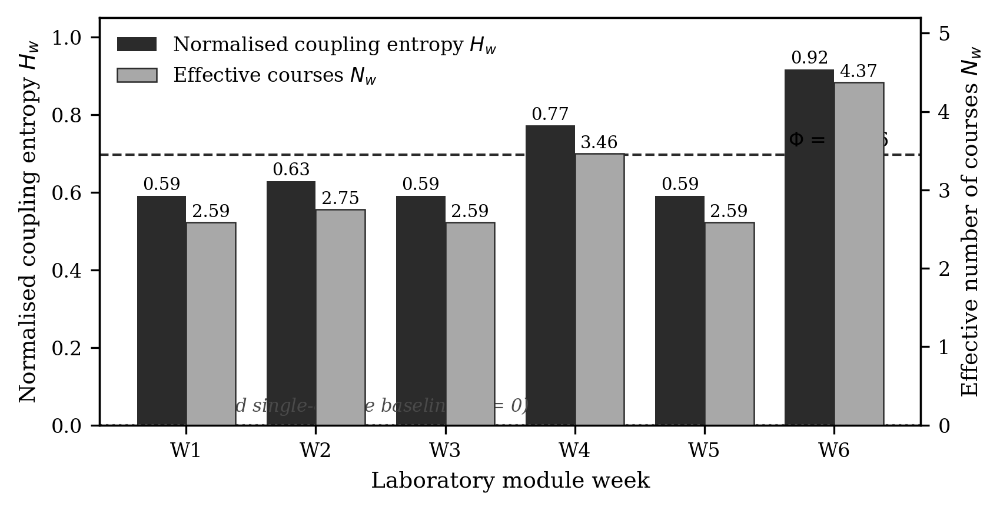 Normalised coupling entropy H_w
Effective courses N_w
Normalised coupling entropy H_w
1.0
0.8
0.6
0.4
0.2
0.0
0.59
2.59
0.63
2.75
0.59
2.59
0.77
3.46
0.59
2.59
0.92
4.37
Φ =
single-
baselin
= 0)
5
4
3
2
1
0
Effective number of courses N_w
W1 W2 W3 W4 W5 W6
Laboratory module week